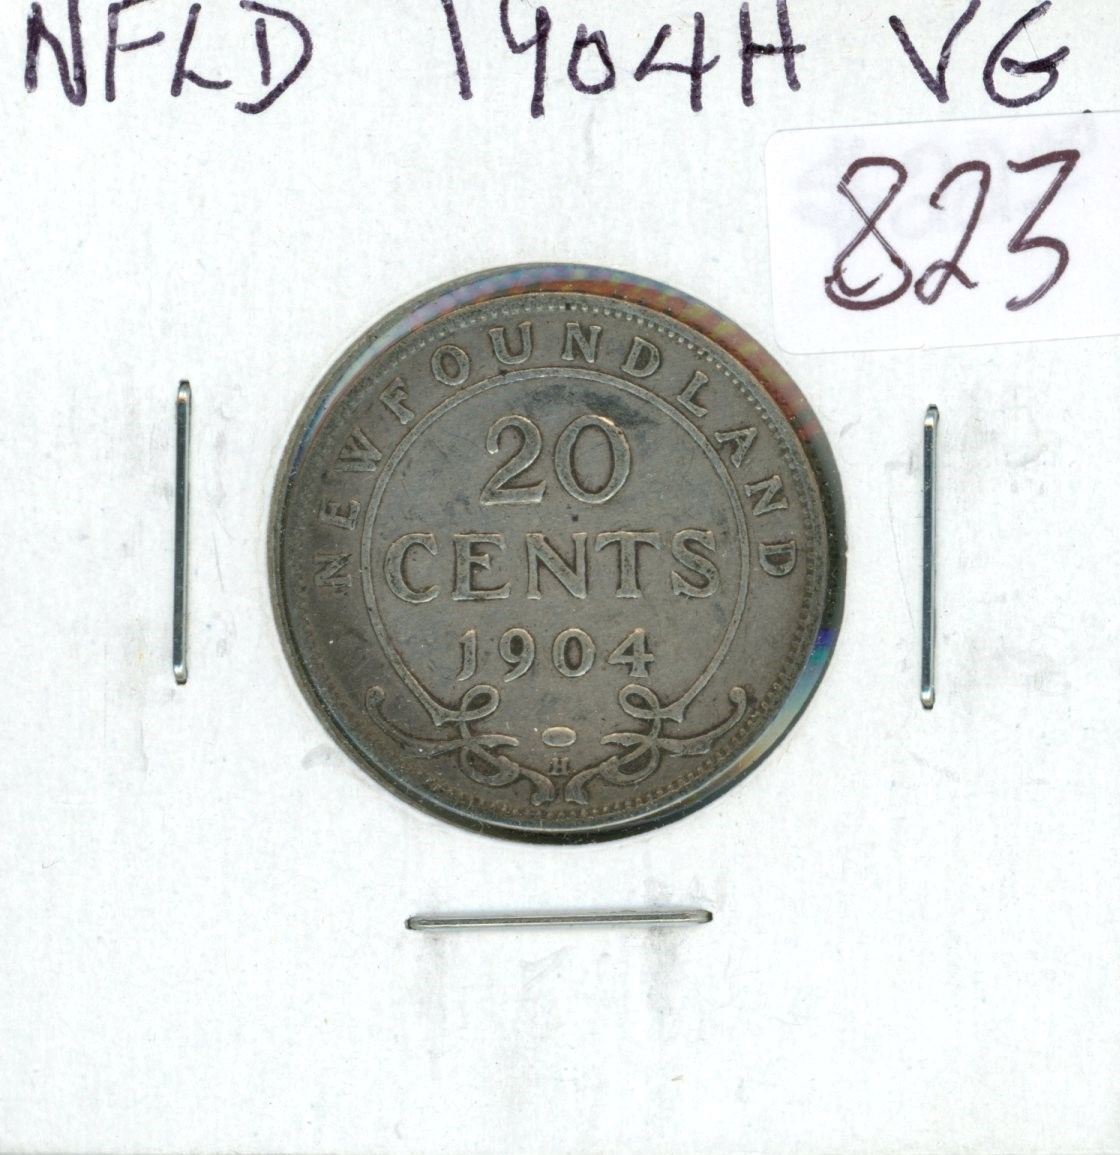 NFLD 1904H VG
823
NEWFOUNDLAND
20
CENTS
1904
H